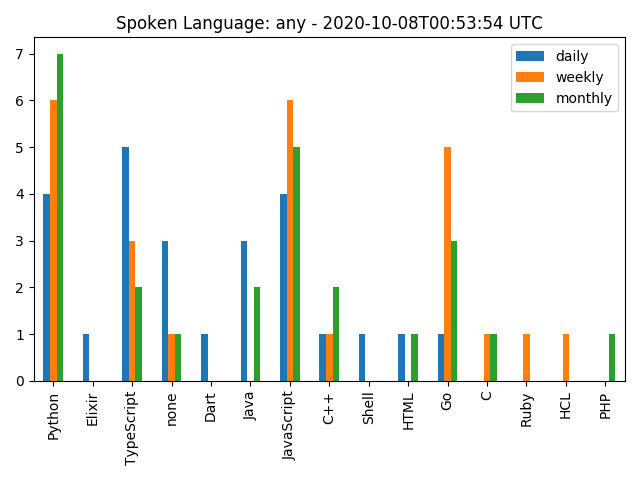 Spoken Language: any - 2020-10-08T00:53:54 UTC
daily
weekly
monthly
7
6
5
4
3
2
1
0
Python
Elixir
TypeScript
none
Dart
Java
JavaScript
C++
Shell
HTML
Go
C
Ruby
HCL
PHP